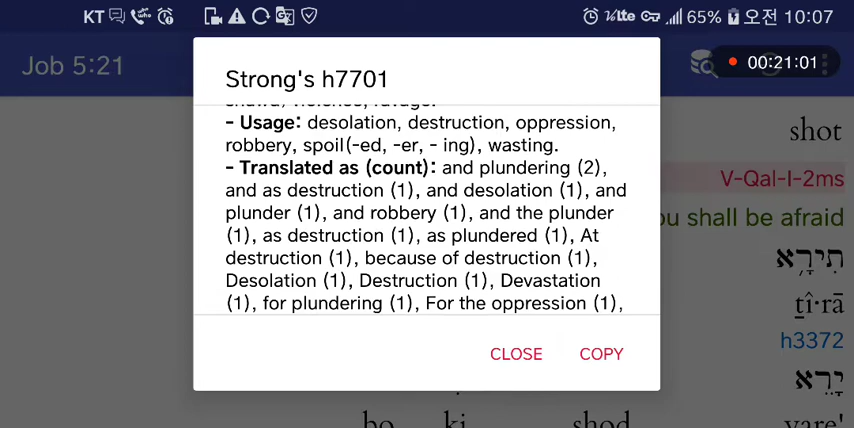 KT 65% 오전 10:07
Job 5:21
00:21:01
Strong's h7701
- Usage: desolation, destruction, oppression,
robbery, spoil(-ed, -er, - ing), wasting.
- Translated as (count): and plundering (2),
and as destruction (1), and desolation (1), and
plunder (1), and robbery (1), and the plunder
(1), as destruction (1), as plundered (1), At
destruction (1), because of destruction (1),
Desolation (1), Destruction (1), Devastation
(1), for plundering (1), For the oppression (1),
CLOSE COPY
shot
V-Qal-I-2ms
ou shall be afraid
תִירָ֥א
ṯî·rā
h3372
יָרֵא
ki shod yare'